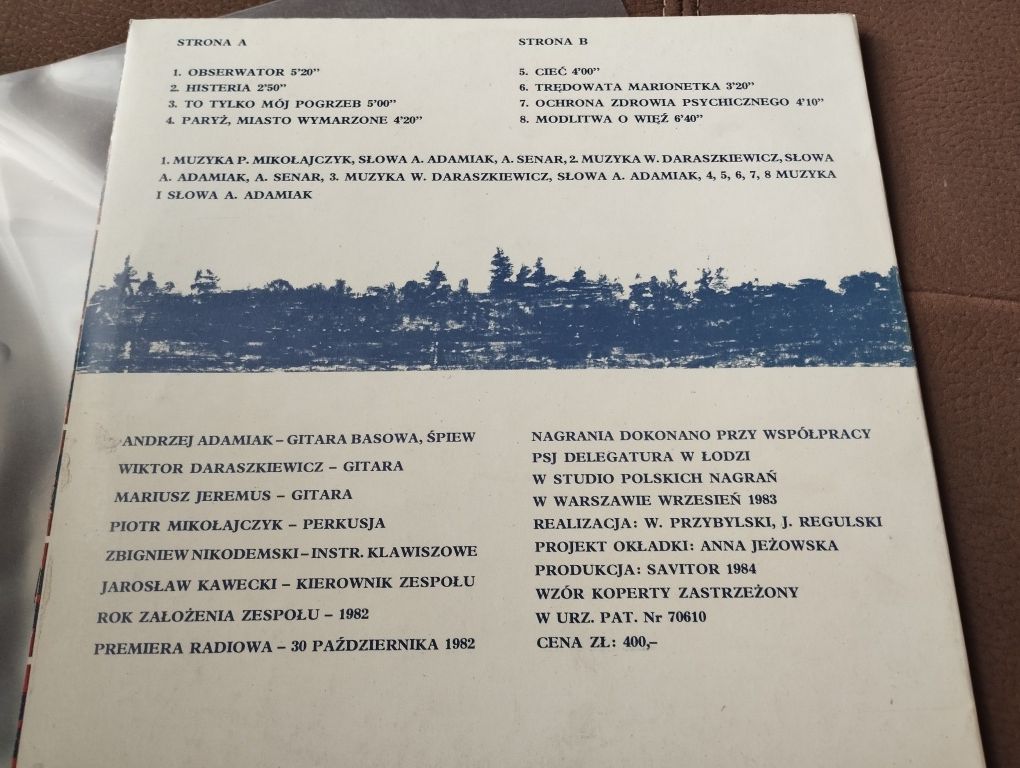 STRONA A
1. OBSERWATOR 5'20"
2. HISTERIA 2'50"
3. TO TYLKO MÓJ POGRZEB 5'00"
4. PARYŻ, MIASTO WYMARZONE 4'20"
STRONA B
5. CIEĆ 4'00"
6. TRĘDOWATA MARIONETKA 3'20"
7. OCHRONA ZDROWIA PSYCHICZNEGO 4'10"
8. MODLITWA O WIĘŹ 6'40"
1. MUZYKA P. MIKOŁAJCZYK, SŁOWA A. ADAMIAK, A. SENAR, 2. MUZYKA W. DARASZKIEWICZ, SŁOWA
A. ADAMIAK, A. SENAR, 3. MUZYKA W. DARASZKIEWICZ, SŁOWA A. ADAMIAK, 4, 5, 6, 7, 8 MUZYKA
I SŁOWA A. ADAMIAK
ANDRZEJ ADAMIAK – GITARA BASOWA, ŚPIEW
WIKTOR DARASZKIEWICZ – GITARA
MARIUSZ JEREMUS – GITARA
PIOTR MIKOŁAJCZYK – PERKUSJA
ZBIGNIEW NIKODEMSKI – INSTR. KLAWISZOWE
JAROSŁAW KAWECKI – KIEROWNIK ZESPOŁU
ROK ZAŁOŻENIA ZESPOŁU – 1982
PREMIERA RADIOWA – 30 PAŹDZIERNIKA 1982
NAGRANIA DOKONANO PRZY WSPÓŁPRACY
PSJ DELEGATURA W ŁODZI
W STUDIO POLSKICH NAGRAŃ
W WARSZAWIE WRZESIEŃ 1983
REALIZACJA: W. PRZYBYLSKI, J. REGULSKI
PROJEKT OKŁADKI: ANNA JEŻOWSKA
PRODUKCJA: SAVITOR 1984
WZÓR KOPERTY ZASTRZEŻONY
W URZ. PAT. Nr 70610
CENA ZŁ: 400,–